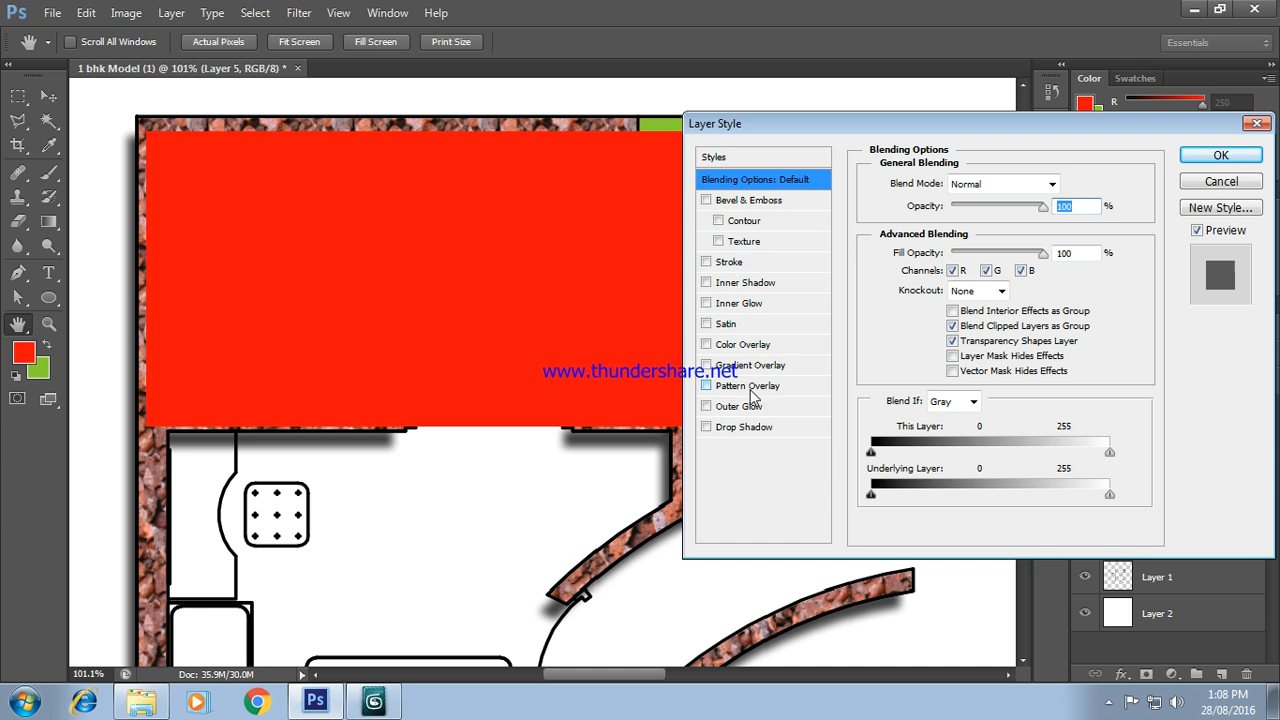 Ps File Edit Image Layer Type Select Filter View Window Help
Scroll All Windows Actual Pixels Fit Screen Fill Screen Print Size Essentials
1 bhk Model (1) @ 101% (Layer 5, RGB/8) *
Color Swatches
R 250
Layer Style
Styles
Blending Options: Default
Bevel & Emboss
Contour
Texture
Stroke
Inner Shadow
Inner Glow
Satin
Color Overlay
Gradient Overlay
Pattern Overlay
Outer Glow
Drop Shadow
Blending Options
General Blending
Blend Mode: Normal
Opacity: 100 %
Advanced Blending
Fill Opacity: 100 %
Channels: R G B
Knockout: None
Blend Interior Effects as Group
Blend Clipped Layers as Group
Transparency Shapes Layer
Layer Mask Hides Effects
Vector Mask Hides Effects
Blend If: Gray
This Layer: 0 255
Underlying Layer: 0 255
OK
Cancel
New Style...
Preview
www.thundershare.net
Layer 1
Layer 2
101.1% Doc: 35.9M/30.0M
fx
Ps
1:08 PM
28/08/2016